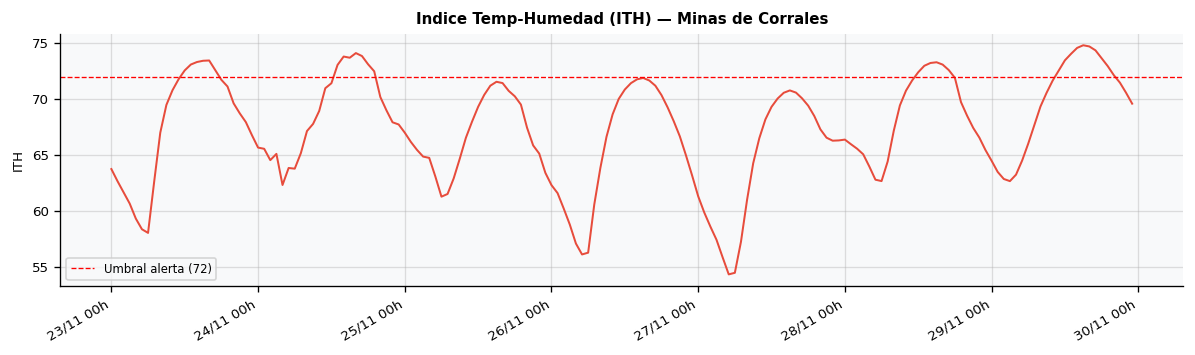 Indice Temp-Humedad (ITH) — Minas de Corrales
75
70
65
60
55
ITH
Umbral alerta (72)
23/11 00h
24/11 00h
25/11 00h
26/11 00h
27/11 00h
28/11 00h
29/11 00h
30/11 00h